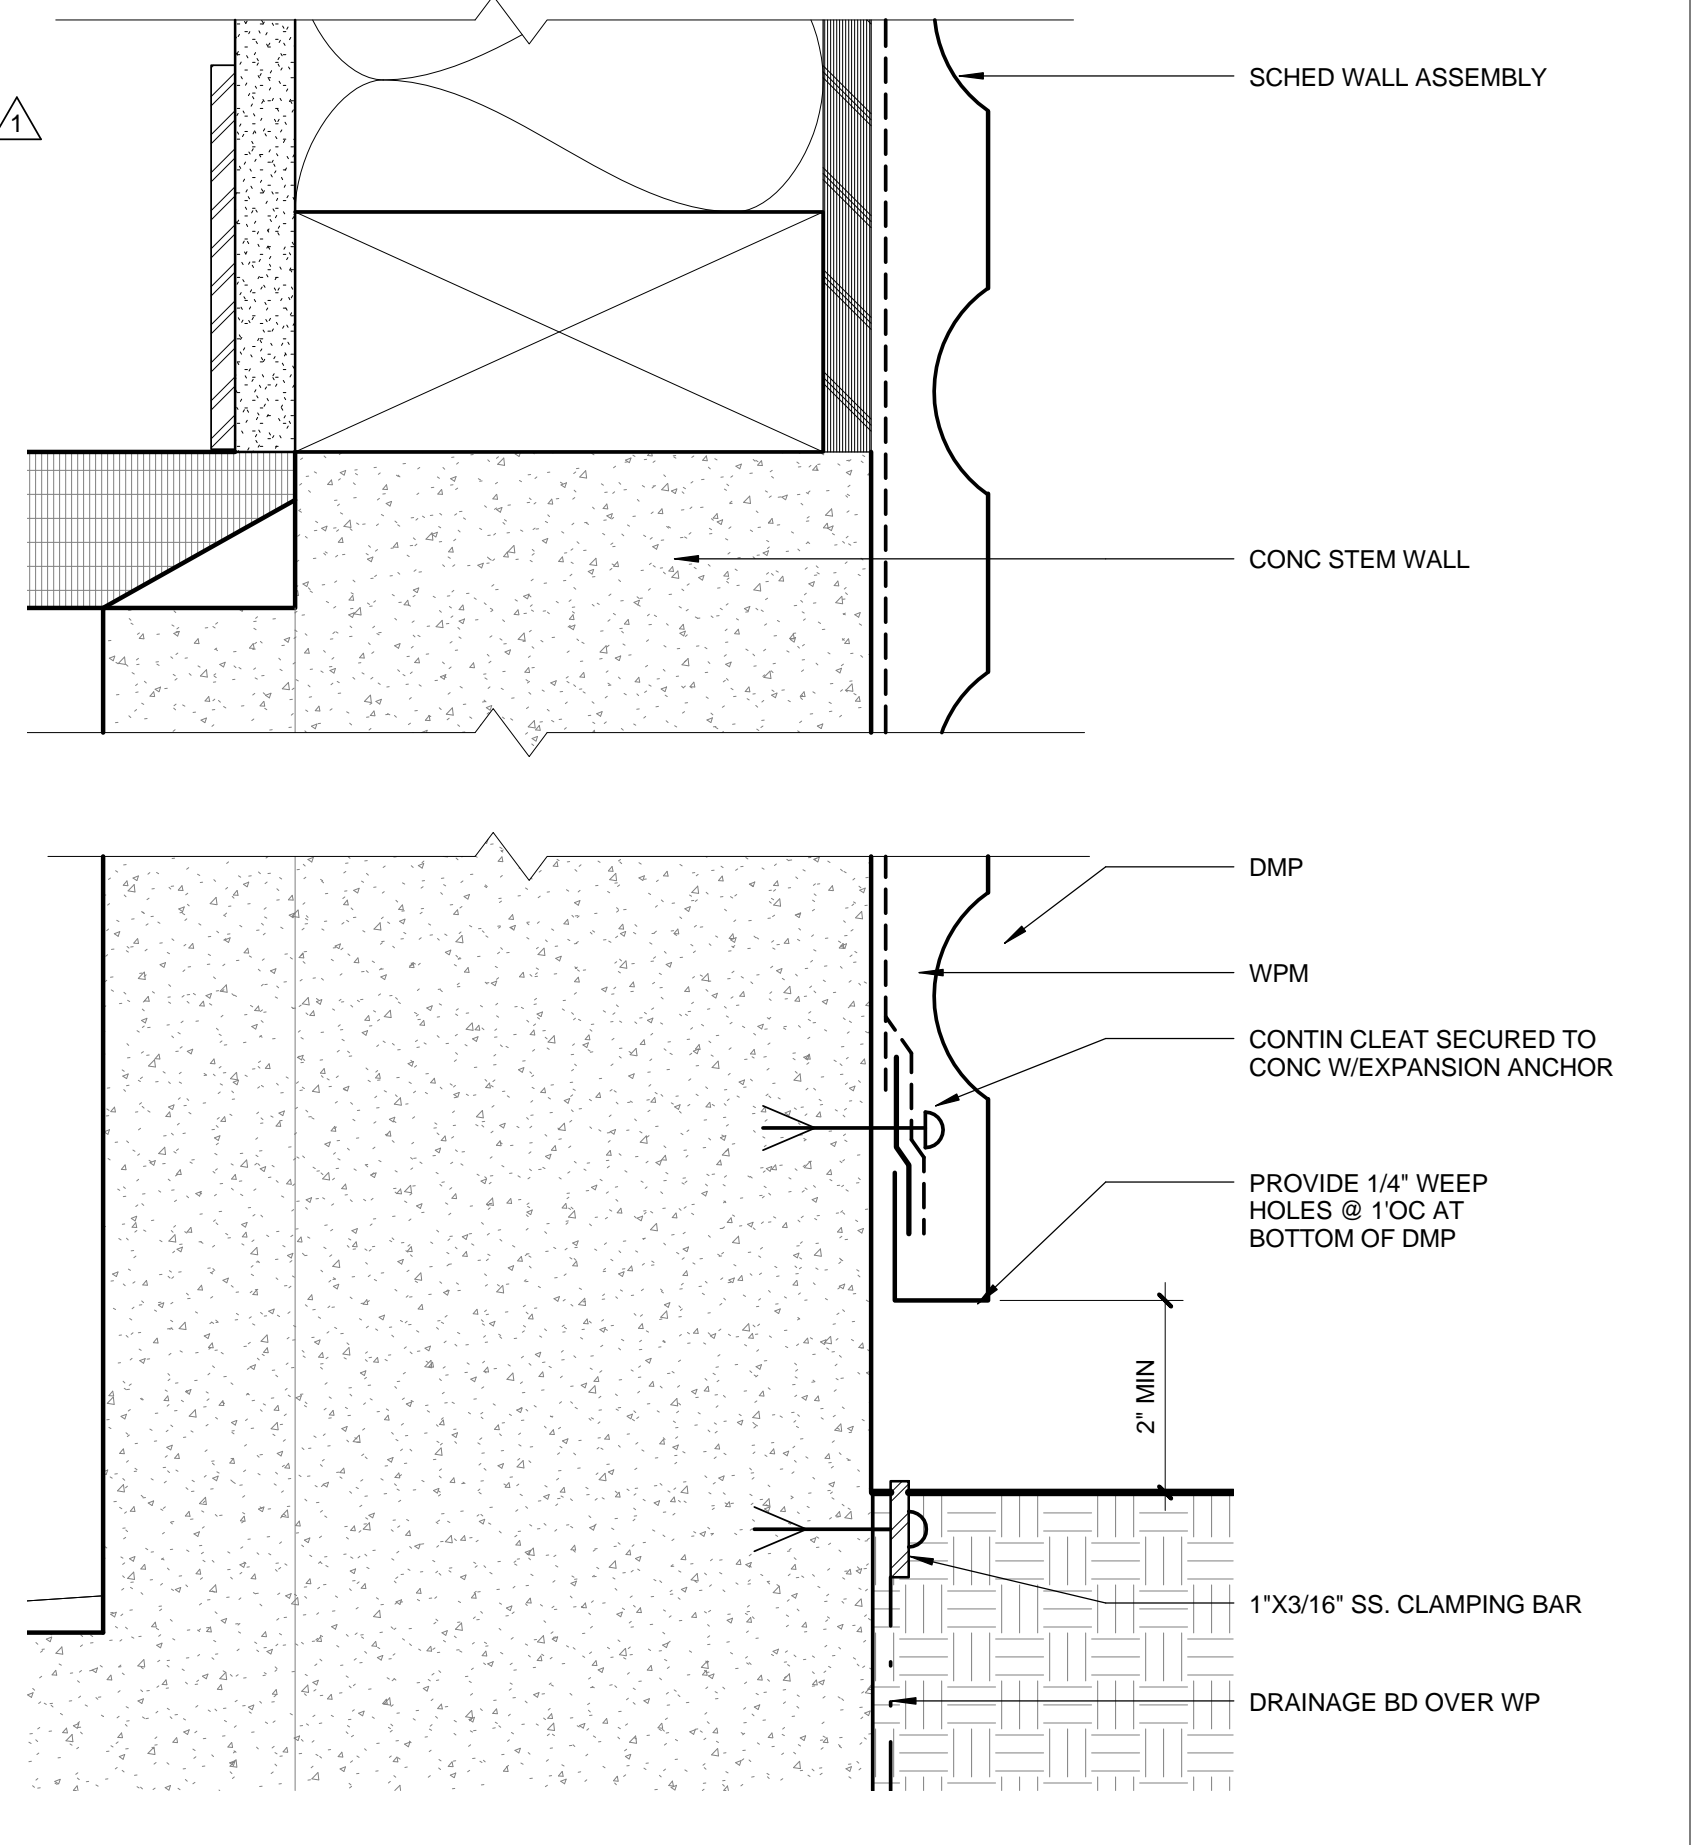 SCHED WALL ASSEMBLY
1
CONC STEM WALL
DMP
WPM
CONTIN CLEAT SECURED TO
CONC W/EXPANSION ANCHOR
PROVIDE 1/4" WEEP
HOLES @ 1'OC AT
BOTTOM OF DMP
2" MIN
1"X3/16" SS. CLAMPING BAR
DRAINAGE BD OVER WP